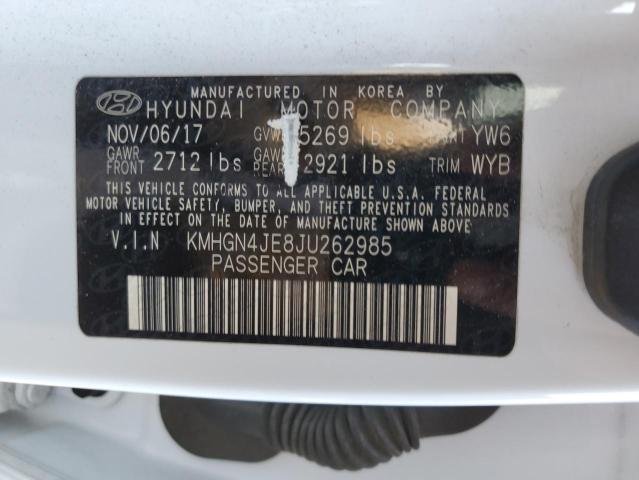 MANUFACTURED IN KOREA BY
HYUNDAI MOTOR COMPANY
NOV/06/17 5269 lbs YW6
GAWR FRONT 2712 lbs 2921 lbs TRIM WYB
THIS VEHICLE CONFORMS TO ALL APPLICABLE U.S.A. FEDERAL
MOTOR VEHICLE SAFETY, BUMPER, AND THEFT PREVENTION STANDARDS
IN EFFECT ON THE DATE OF MANUFACTURE SHOWN ABOVE.
V.I.N KMHGN4JE8JU262985
PASSENGER CAR